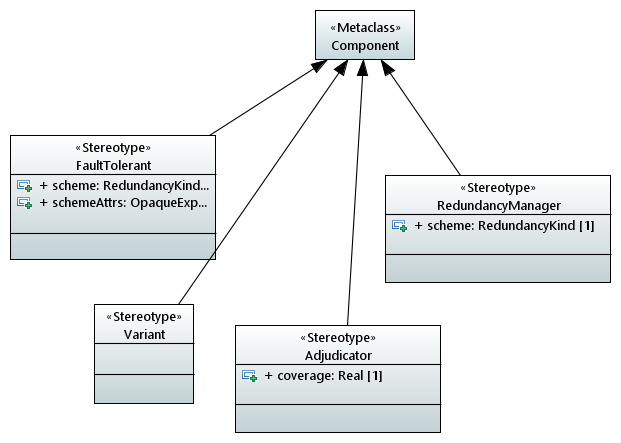 «Metaclass»
Component
«Stereotype»
FaultTolerant
+ scheme: RedundancyKind...
+ schemeAttrs: OpaqueExp...
«Stereotype»
RedundancyManager
+ scheme: RedundancyKind [1]
«Stereotype»
Variant
«Stereotype»
Adjudicator
+ coverage: Real [1]